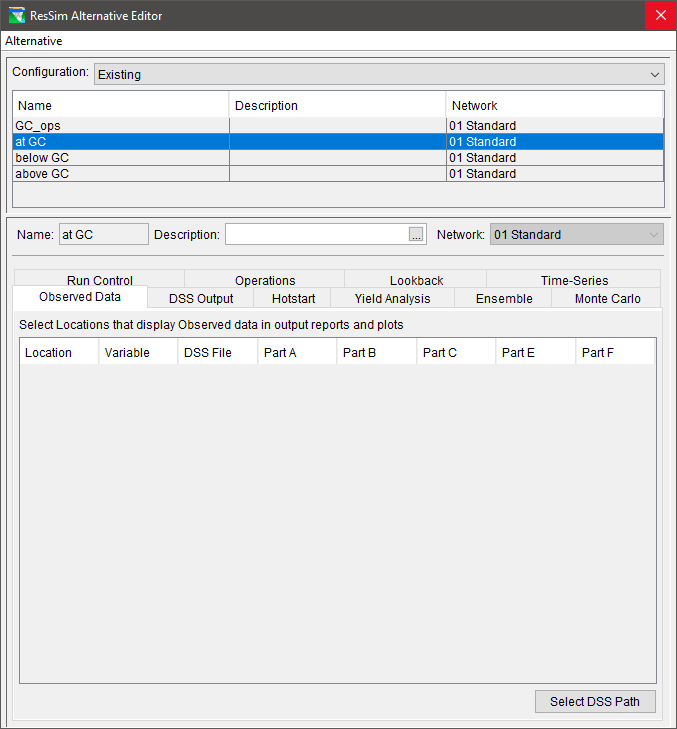 ResSim Alternative Editor
Alternative
Configuration: Existing
Name Description Network
GC_ops 01 Standard
at GC 01 Standard
below GC 01 Standard
above GC 01 Standard
Name: at GC Description: ... Network: 01 Standard
Run Control Operations Lookback Time-Series
Observed Data DSS Output Hotstart Yield Analysis Ensemble Monte Carlo
Select Locations that display Observed data in output reports and plots
Location Variable DSS File Part A Part B Part C Part E Part F
Select DSS Path